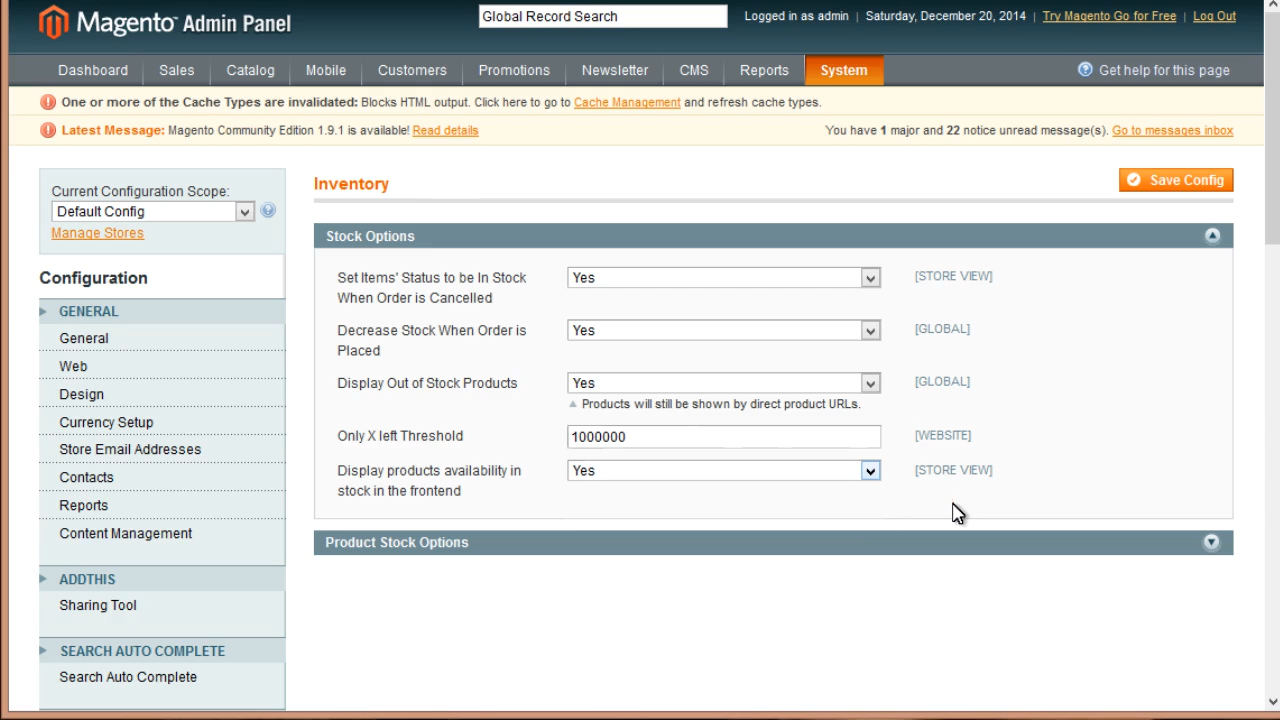 Magento™ Admin Panel
Global Record Search
Logged in as admin | Saturday, December 20, 2014 | Try Magento Go for Free | Log Out
Dashboard Sales Catalog Mobile Customers Promotions Newsletter CMS Reports System Get help for this page
One or more of the Cache Types are invalidated: Blocks HTML output. Click here to go to Cache Management and refresh cache types.
Latest Message: Magento Community Edition 1.9.1 is available! Read details You have 1 major and 22 notice unread message(s). Go to messages inbox
Current Configuration Scope:
Default Config
Manage Stores
Configuration
GENERAL
General
Web
Design
Currency Setup
Store Email Addresses
Contacts
Reports
Content Management
ADDTHIS
Sharing Tool
SEARCH AUTO COMPLETE
Search Auto Complete
Inventory
Save Config
Stock Options
Set Items' Status to be In Stock
When Order is Cancelled
Yes
[STORE VIEW]
Decrease Stock When Order is
Placed
Yes
[GLOBAL]
Display Out of Stock Products
Yes
[GLOBAL]
Products will still be shown by direct product URLs.
Only X left Threshold
1000000
[WEBSITE]
Display products availability in
stock in the frontend
Yes
[STORE VIEW]
Product Stock Options